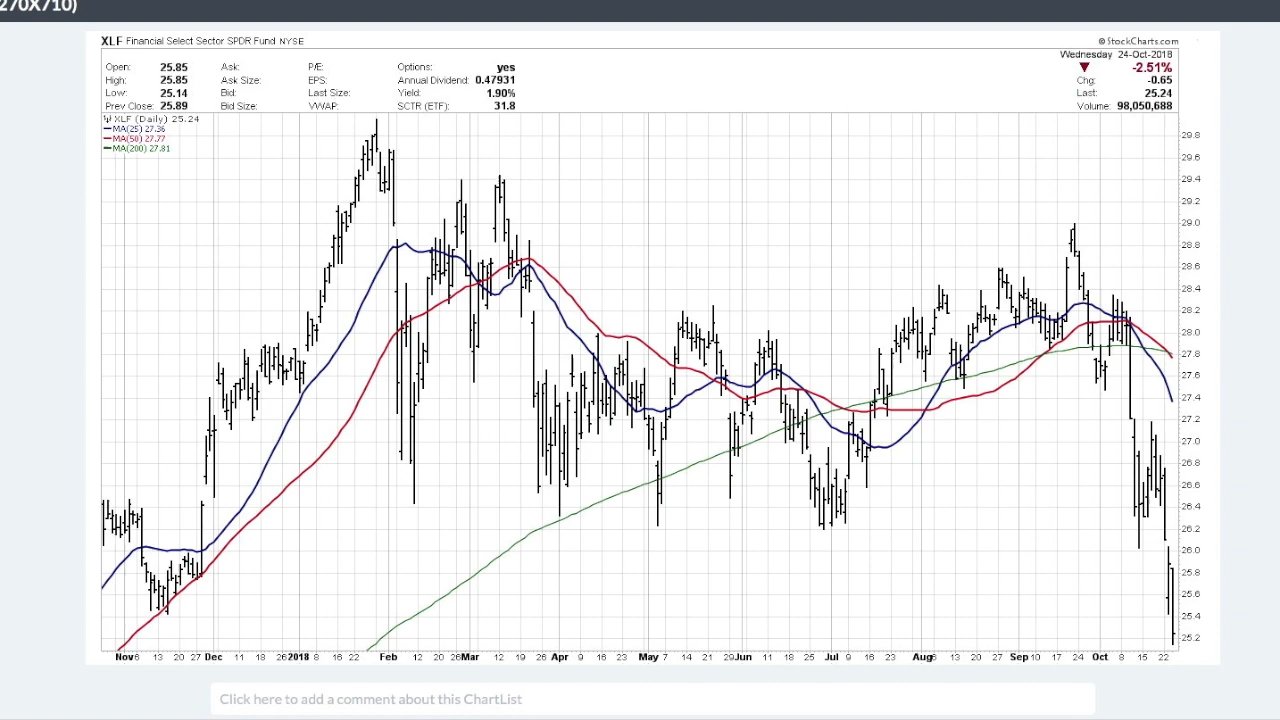 270X710)
XLF Financial Select Sector SPDR Fund NYSE
© StockCharts.com
Wednesday 24-Oct-2018
Open: 25.85 Ask: P/E: Options: yes
▼ -2.51%
High: 25.85 Ask Size: EPS: Annual Dividend: 0.47931
Chg: -0.65
Low: 25.14 Bid: Last Size: Yield: 1.90%
Last: 25.24
Prev Close: 25.89 Bid Size: VWAP: SCTR (ETF): 31.8
Volume: 98,050,688
XLF (Daily) 25.24
MA(25) 27.36
MA(50) 27.77
MA(200) 27.81
29.8
29.6
29.4
29.2
29.0
28.8
28.6
28.4
28.2
28.0
27.8
27.6
27.4
27.2
27.0
26.8
26.6
26.4
26.2
26.0
25.8
25.6
25.4
25.2
Nov 6 13 20 27 Dec 11 18 26 2018 8 16 22 Feb 12 20 26 Mar 12 19 26 Apr 9 16 23 May 7 14 21 29 Jun 11 18 25 Jul 9 16 23 Aug 6 13 20 27 Sep 10 17 24 Oct 8 15 22
Click here to add a comment about this ChartList